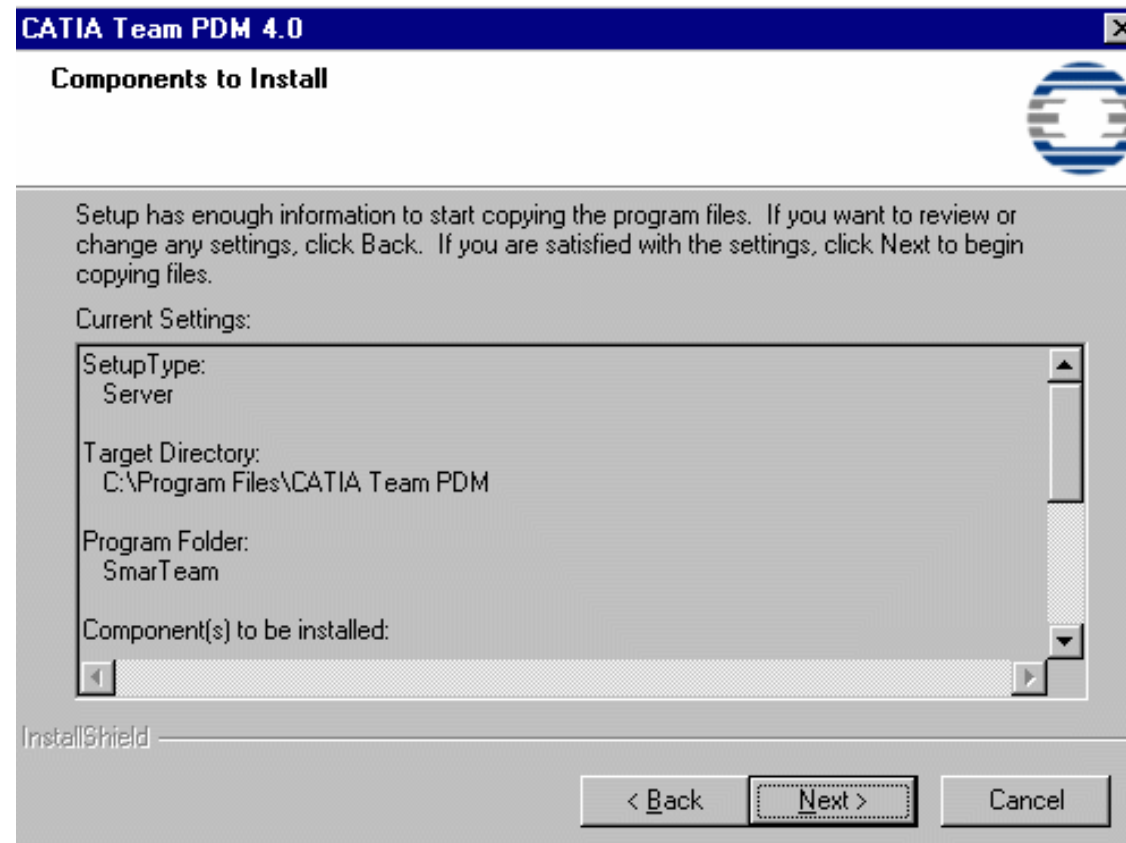 CATIA Team PDM 4.0
Components to Install
Setup has enough information to start copying the program files.  If you want to review or
change any settings, click Back.  If you are satisfied with the settings, click Next to begin
copying files.
Current Settings:
SetupType:
Server
Target Directory:
C:\Program Files\CATIA Team PDM
Program Folder:
SmarTeam
Component(s) to be installed:
InstallShield
< Back
Next >
Cancel